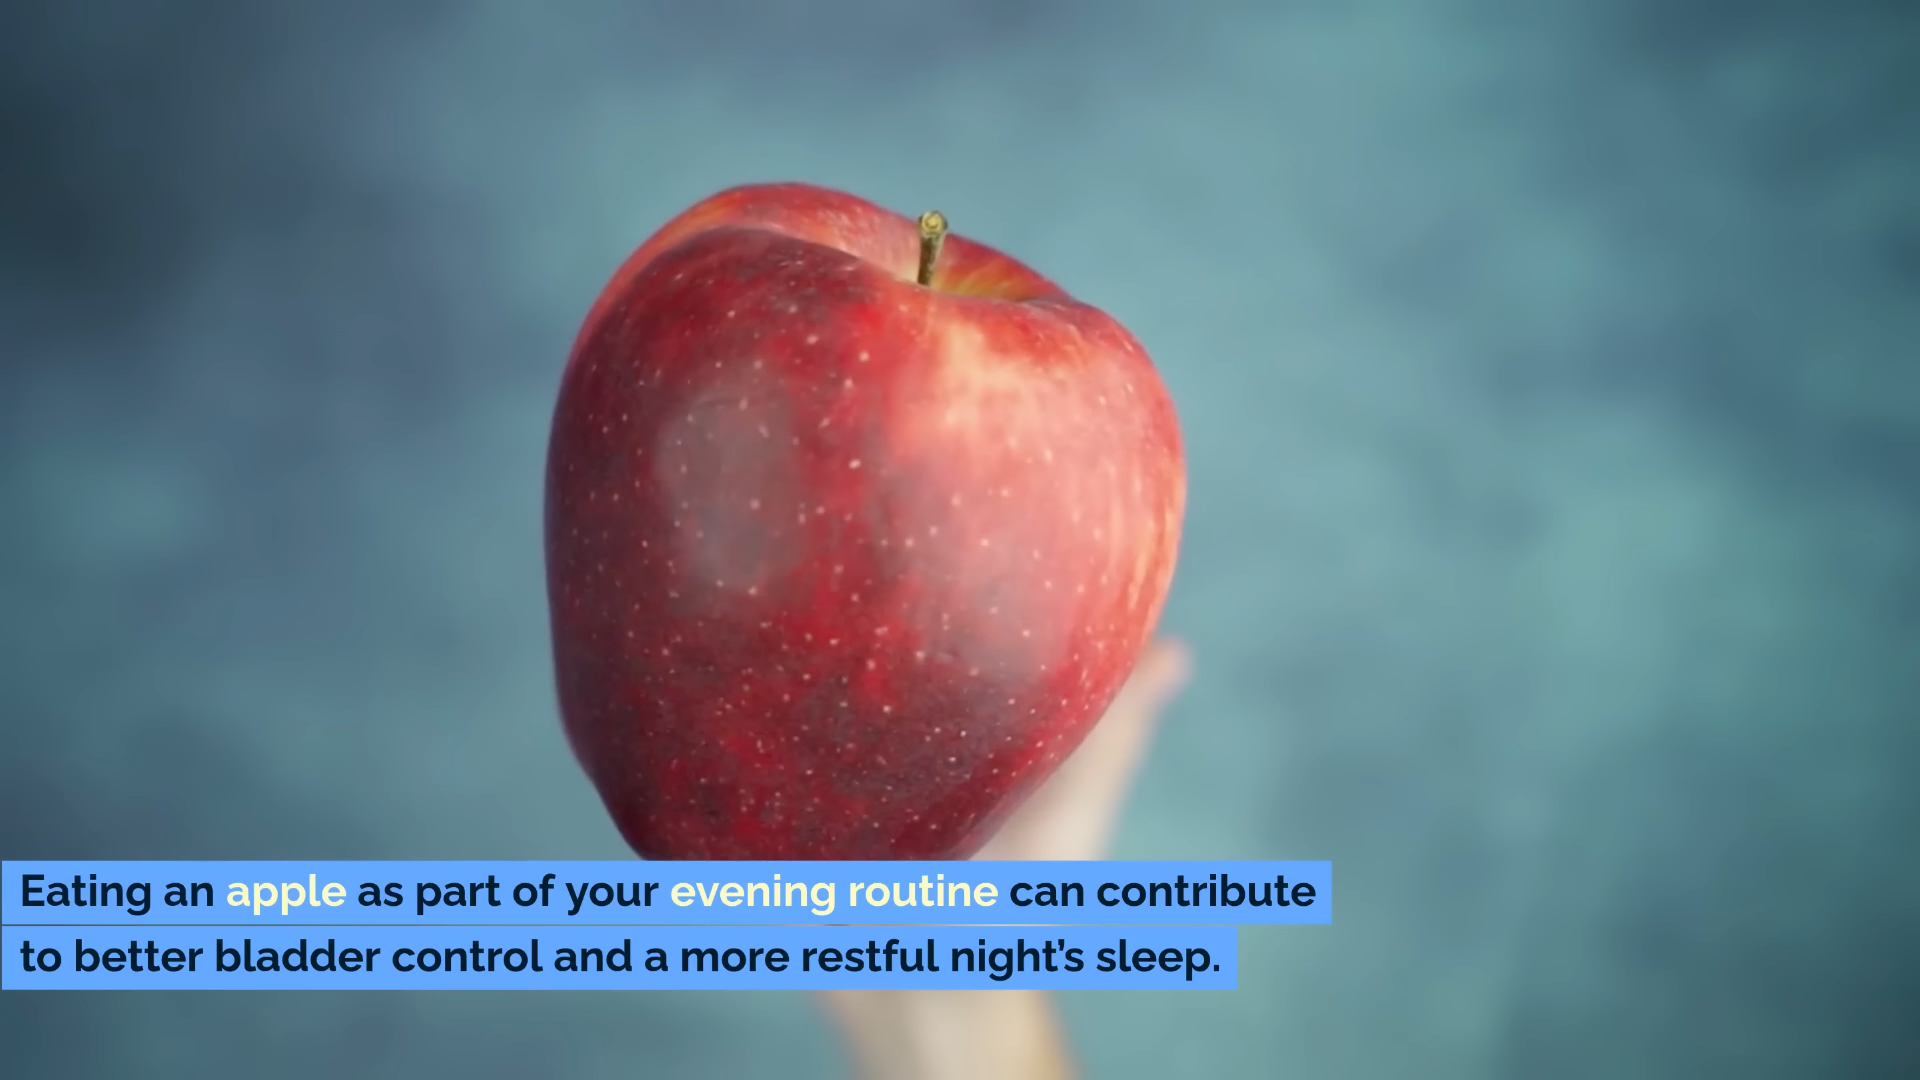 Eating an apple as part of your evening routine can contribute
to better bladder control and a more restful night’s sleep.